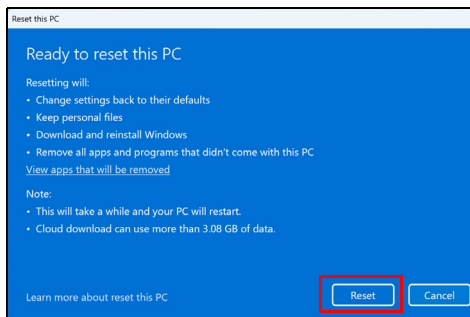 Reset this PC
Ready to reset this PC
Resetting will:
• Change settings back to their defaults
• Keep personal files
• Download and reinstall Windows
• Remove all apps and programs that didn't come with this PC
View apps that will be removed
Note:
• This will take a while and your PC will restart.
• Cloud download can use more than 3.08 GB of data.
Learn more about reset this PC
Reset
Cancel